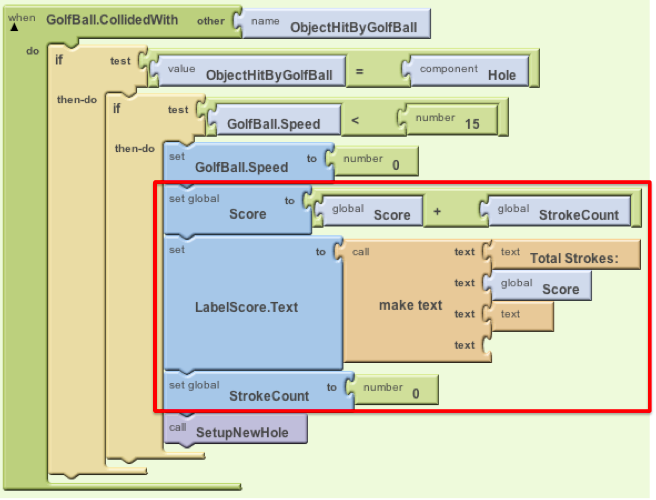 when GolfBall.CollidedWith other name ObjectHitByGolfBall
do if test value ObjectHitByGolfBall = component Hole
then-do if test GolfBall.Speed < number 15
then-do set GolfBall.Speed to number 0
set global Score to global Score + global StrokeCount
set LabelScore.Text to call make text text text Total Strokes:
text global Score
text text
text
set global StrokeCount to number 0
call SetupNewHole